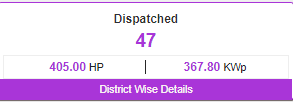 Dispatched
47
405.00 HP | 367.80 KWp
District Wise Details